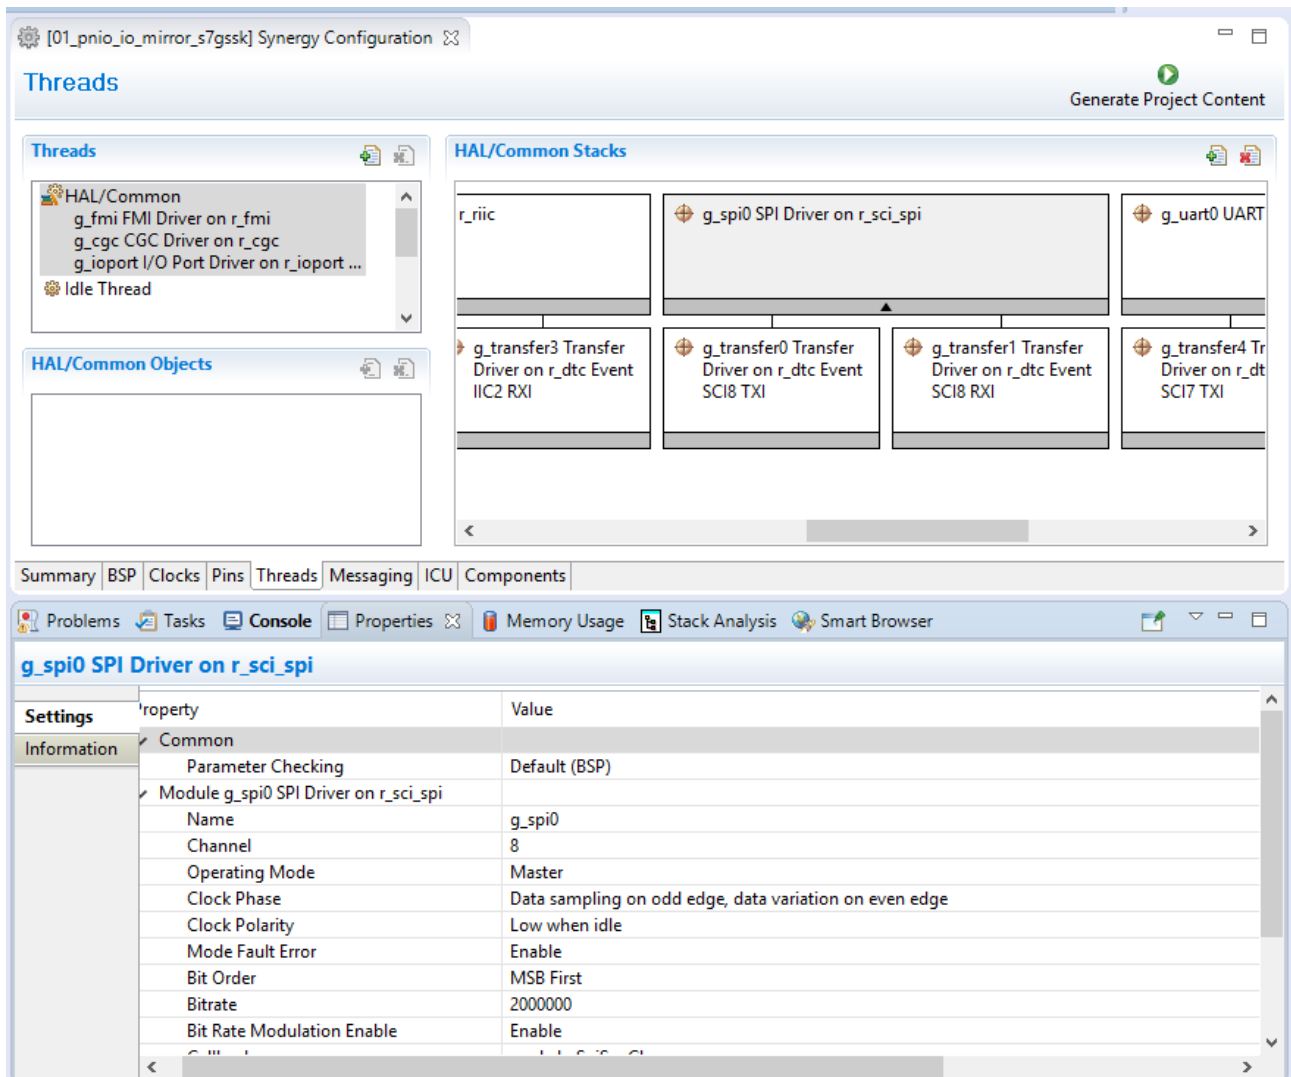 [01_pnio_io_mirror_s7gssk] Synergy Configuration
Threads
Generate Project Content
Threads
HAL/Common
g_fmi FMI Driver on r_fmi
g_cgc CGC Driver on r_cgc
g_ioport I/O Port Driver on r_ioport ...
Idle Thread
HAL/Common Objects
HAL/Common Stacks
r_riic
g_spi0 SPI Driver on r_sci_spi
g_uart0 UART
g_transfer3 Transfer
Driver on r_dtc Event
IIC2 RXI
g_transfer0 Transfer
Driver on r_dtc Event
SCI8 TXI
g_transfer1 Transfer
Driver on r_dtc Event
SCI8 RXI
g_transfer4 Tr
Driver on r_dt
SCI7 TXI
Summary BSP Clocks Pins Threads Messaging ICU Components
Problems Tasks Console Properties Memory Usage Stack Analysis Smart Browser
g_spi0 SPI Driver on r_sci_spi
Settings
Information
roperty Value
Common
Parameter Checking Default (BSP)
Module g_spi0 SPI Driver on r_sci_spi
Name g_spi0
Channel 8
Operating Mode Master
Clock Phase Data sampling on odd edge, data variation on even edge
Clock Polarity Low when idle
Mode Fault Error Enable
Bit Order MSB First
Bitrate 2000000
Bit Rate Modulation Enable Enable